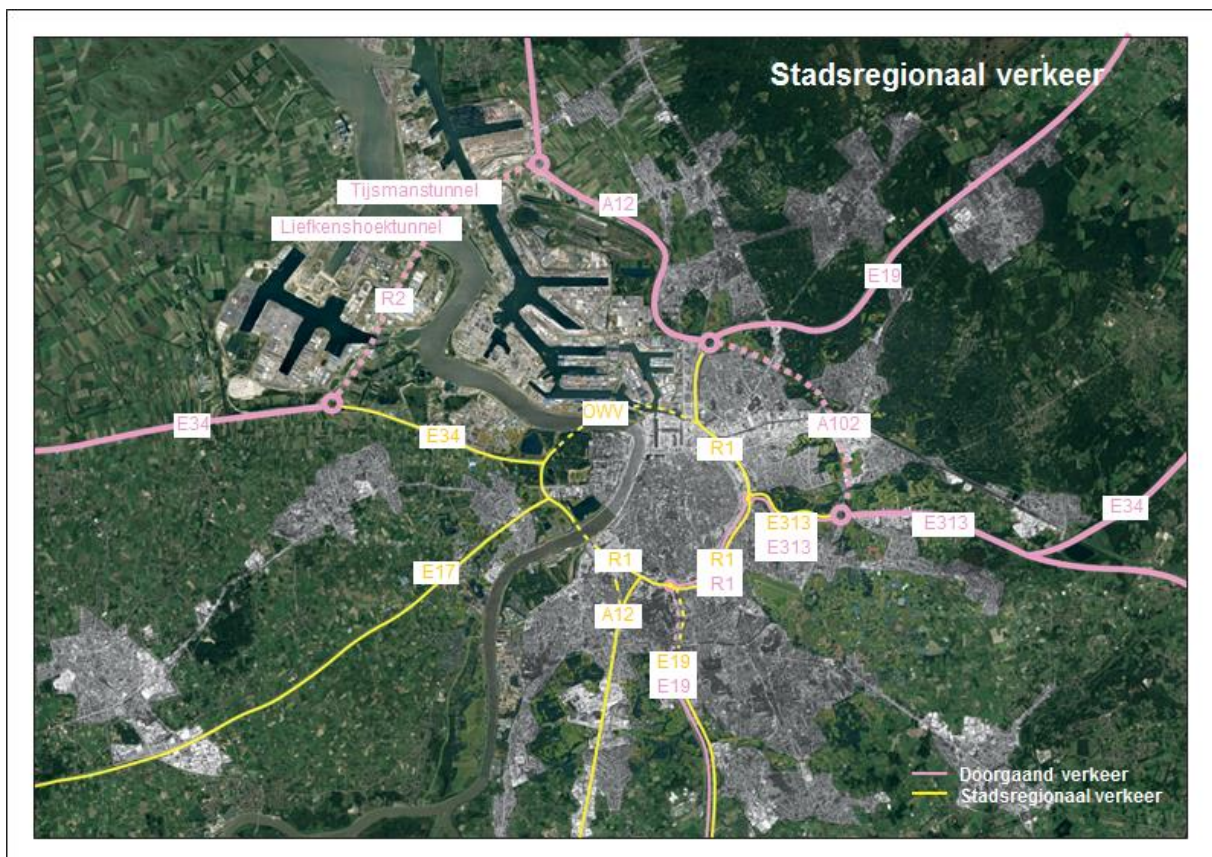 Stadsregionaal verkeer
Tijsmanstunnel
A12
Liefkenshoektunnel
E19
R2
E34
E34
OWV
A102
R1
E34
E313
E313
E313
E17
R1
R1
R1
A12
E19
E19
Doorgaand verkeer
Stadsregionaal verkeer